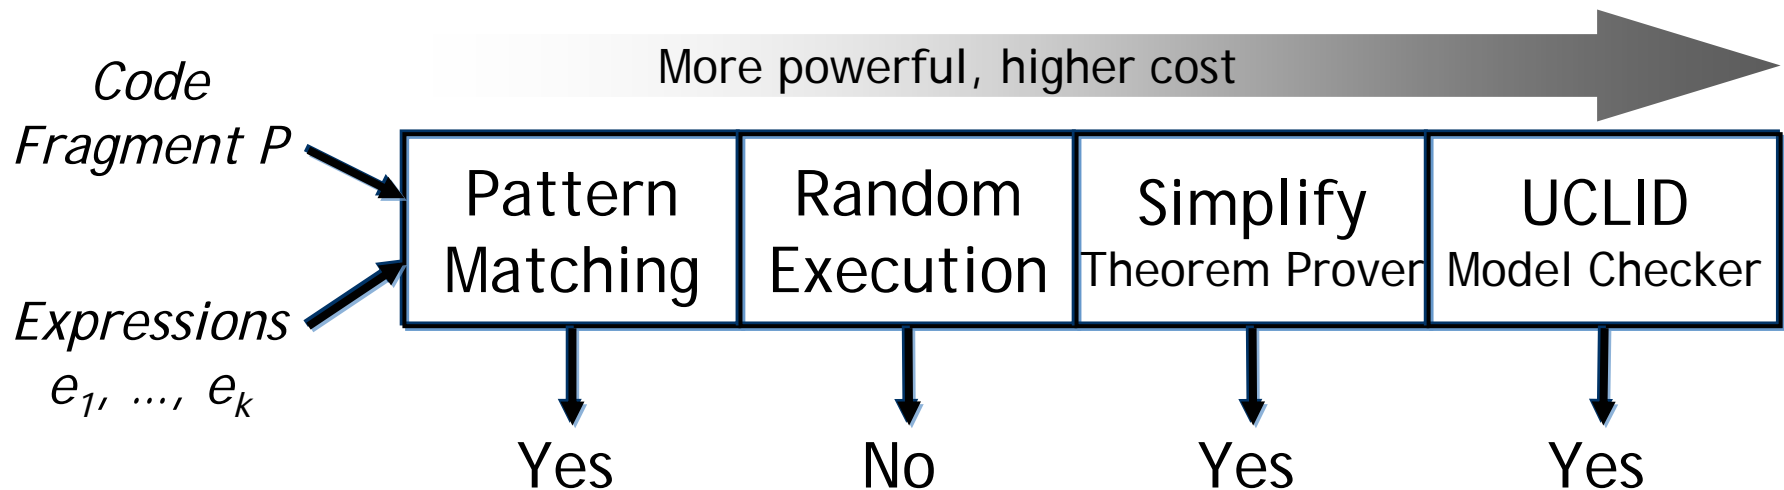 More powerful, higher cost
Code
Fragment P
Expressions
e1, ..., ek
Pattern
Matching
Random
Execution
Simplify
Theorem Prover
UCLID
Model Checker
Yes
No
Yes
Yes